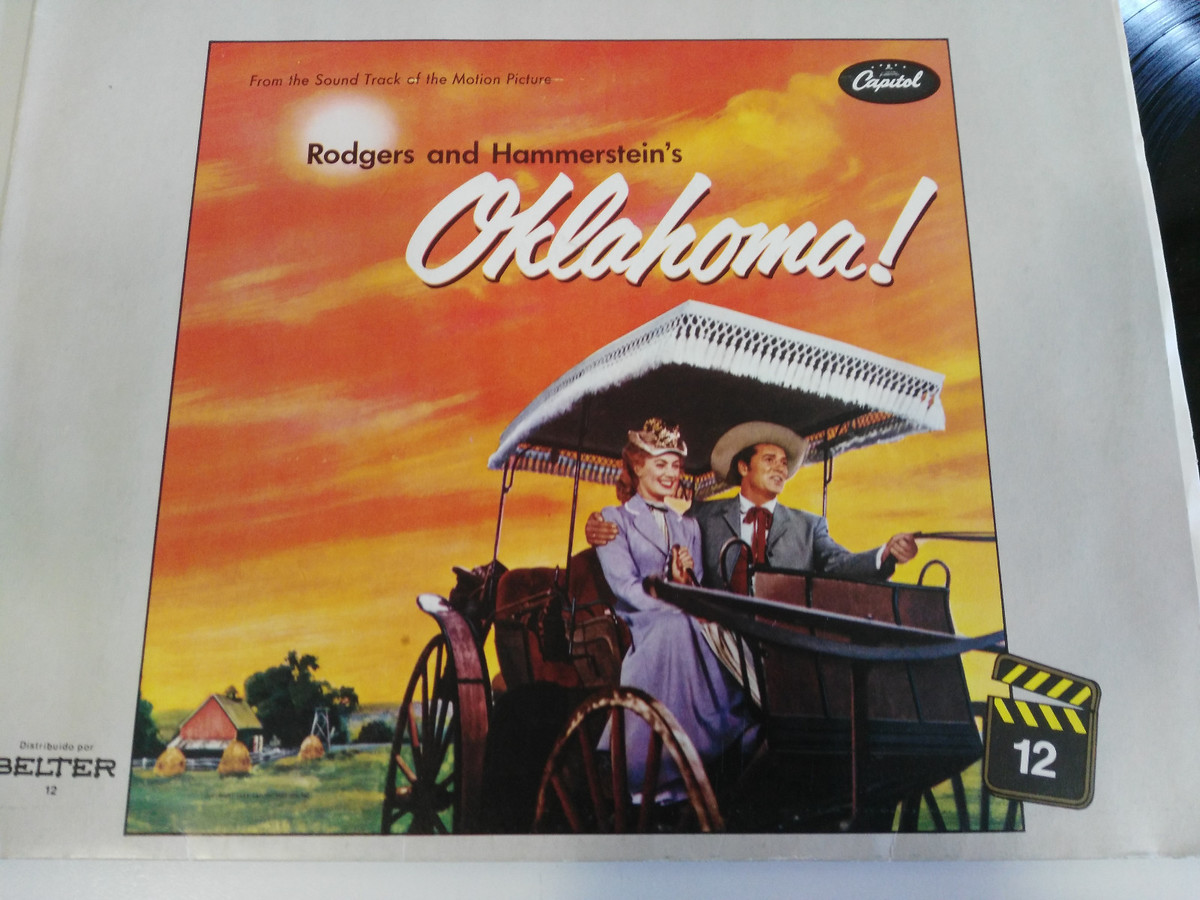 From the Sound Track of the Motion Picture
Capitol
Rodgers and Hammerstein's
Oklahoma!
Distribuido por
BELTER
12
12